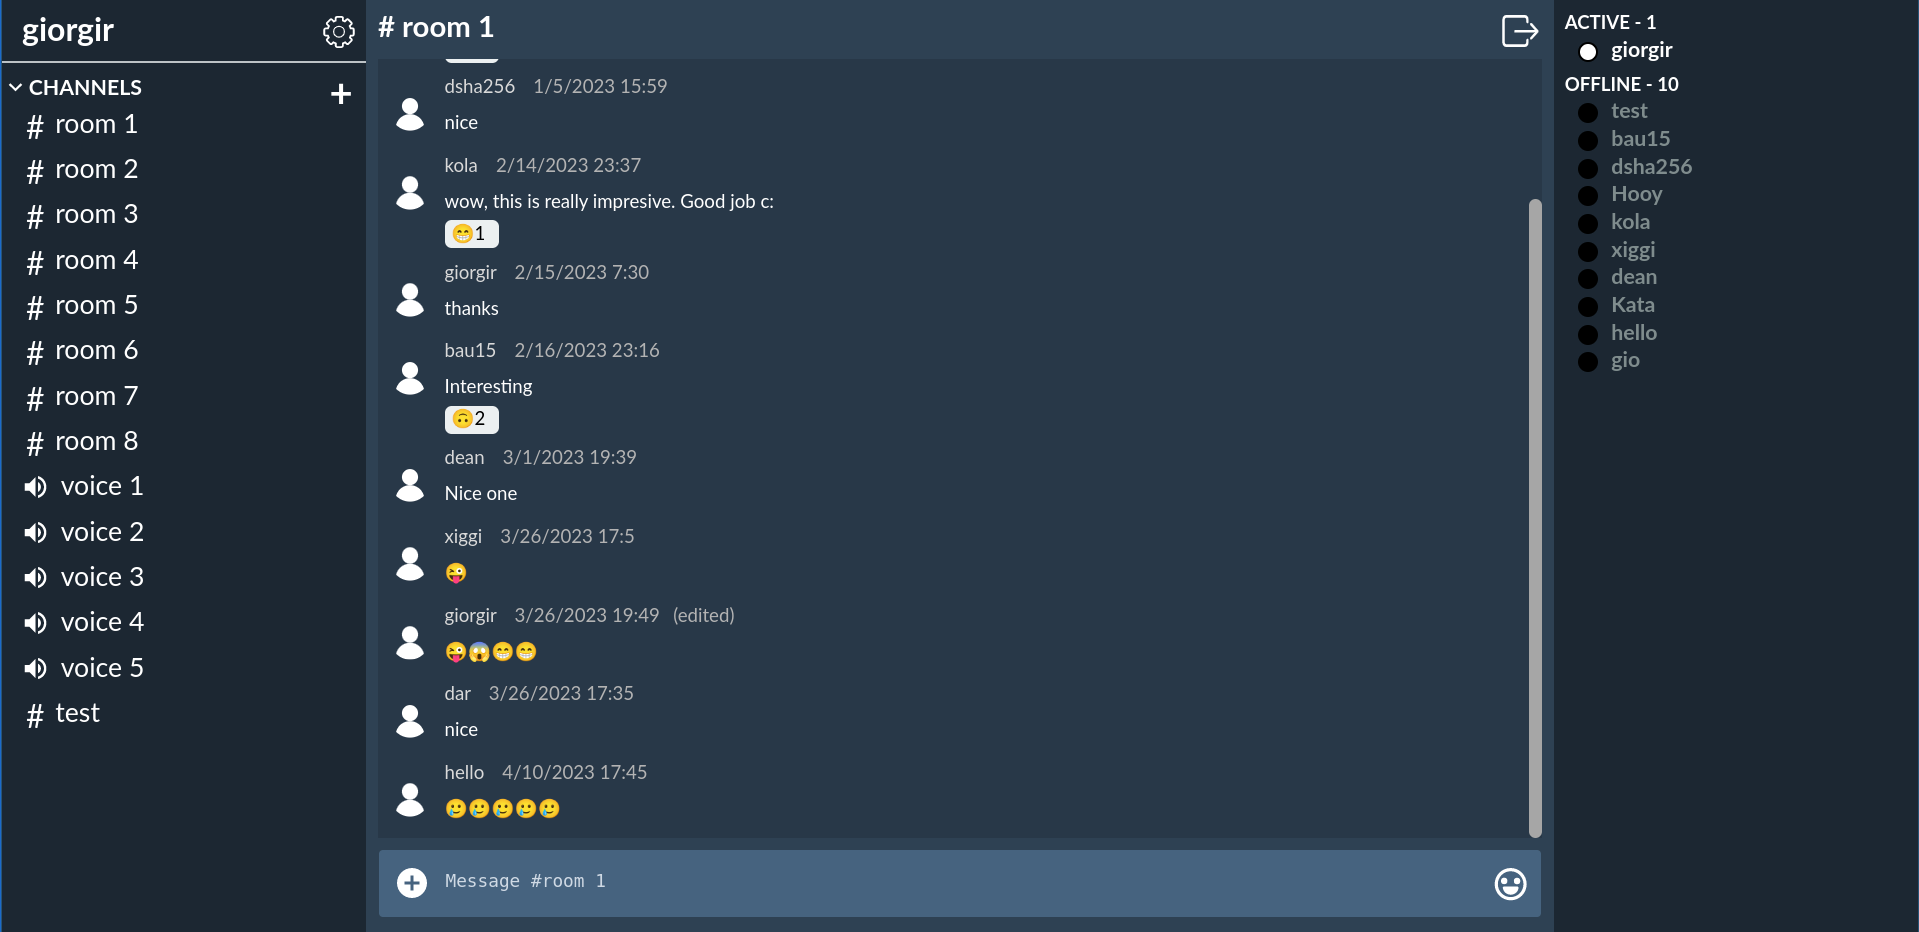 giorgir
CHANNELS
# room 1
# room 2
# room 3
# room 4
# room 5
# room 6
# room 7
# room 8
voice 1
voice 2
voice 3
voice 4
voice 5
# test
# room 1
dsha256 1/5/2023 15:59
nice
kola 2/14/2023 23:37
wow, this is really impresive. Good job c:
😁1
giorgir 2/15/2023 7:30
thanks
bau15 2/16/2023 23:16
Interesting
🙃2
dean 3/1/2023 19:39
Nice one
xiggi 3/26/2023 17:5
😜
giorgir 3/26/2023 19:49 (edited)
😜😱😁😁
dar 3/26/2023 17:35
nice
hello 4/10/2023 17:45
🥲🥲🥲🥲🥲
Message #room 1
ACTIVE - 1
giorgir
OFFLINE - 10
test
bau15
dsha256
Hooy
kola
xiggi
dean
Kata
hello
gio